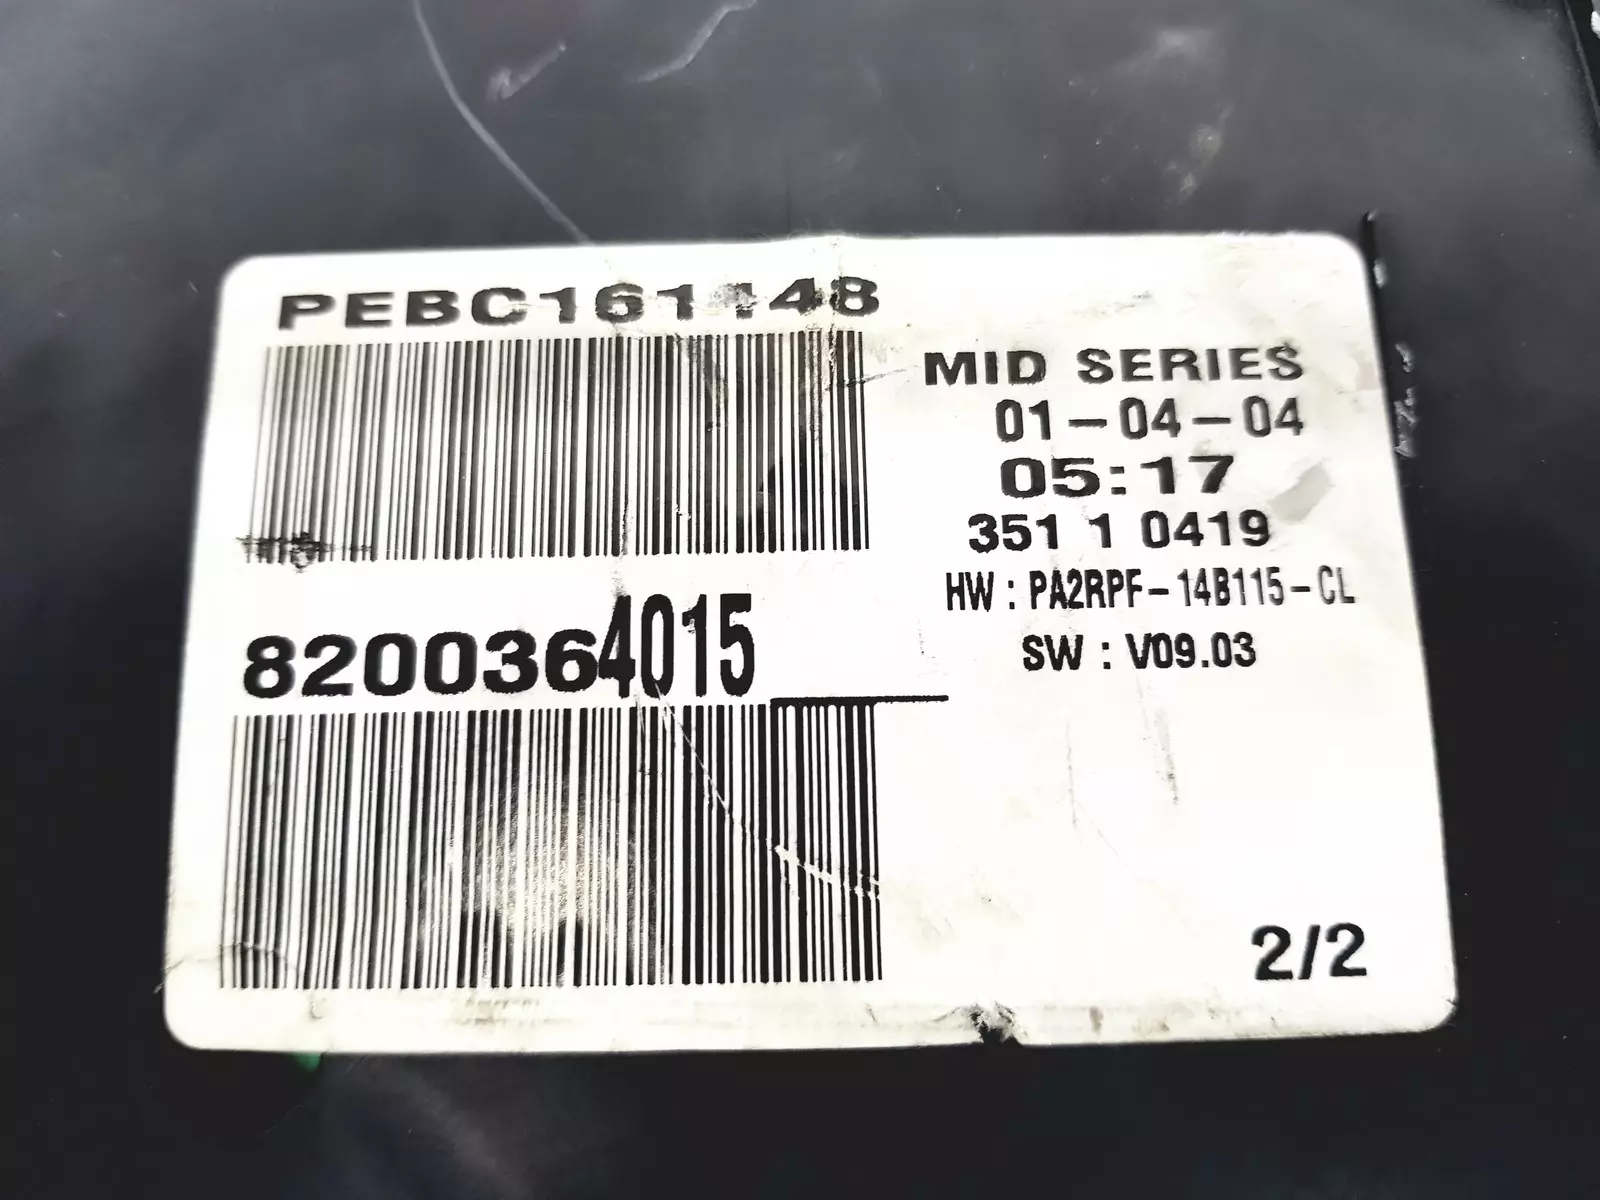 PEBC161148
MID SERIES
01-04-04
05:17
351 1 0419
HW : PA2RPF-14B115-CL
SW : V09.03
8200364015
2/2